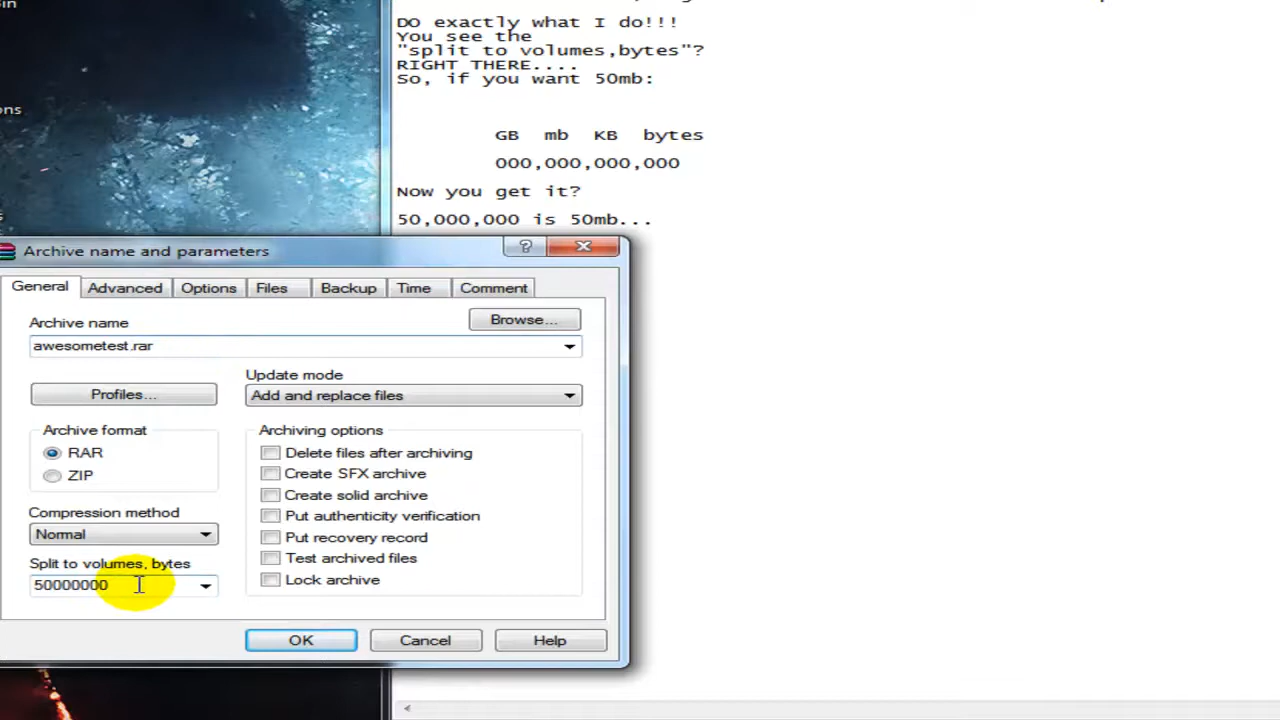 in
DO exactly what I do!!!
You see the
"split to volumes,bytes"?
RIGHT THERE....
So, if you want 50mb:
ons
GB mb KB bytes
000,000,000,000
Now you get it?
50,000,000 is 50mb...
s
Archive name and parameters
?
General Advanced Options Files Backup Time Comment
Archive name
Browse...
awesometest.rar
Update mode
Profiles...
Add and replace files
Archive format
Archiving options
RAR
Delete files after archiving
ZIP
Create SFX archive
Create solid archive
Compression method
Put authenticity verification
Normal
Put recovery record
Split to volumes, bytes
Test archived files
50000000
Lock archive
OK Cancel Help